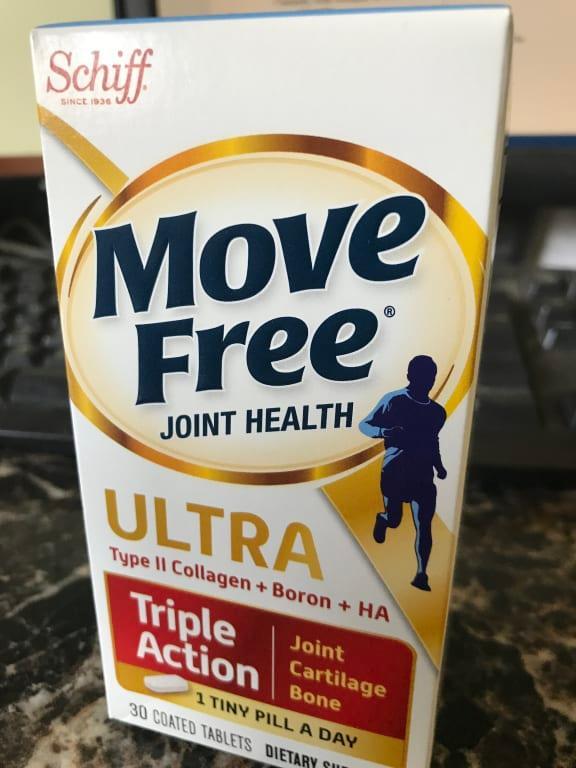 Schiff
SINCE 1936
Move
Free®
JOINT HEALTH
ULTRA
Type II Collagen + Boron + HA
Triple
Action
Joint
Cartilage
Bone
1 TINY PILL A DAY
30 COATED TABLETS DIETARY